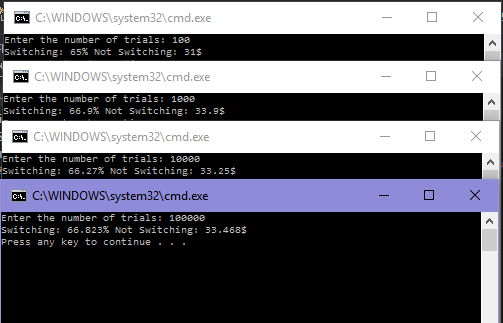 C:\WINDOWS\system32\cmd.exe
Enter the number of trials: 100
Switching: 65% Not Switching: 31$
C:\WINDOWS\system32\cmd.exe
Enter the number of trials: 1000
Switching: 66.9% Not Switching: 33.9$
C:\WINDOWS\system32\cmd.exe
Enter the number of trials: 10000
Switching: 66.27% Not Switching: 33.25$
C:\WINDOWS\system32\cmd.exe
Enter the number of trials: 100000
Switching: 66.823% Not Switching: 33.468$
Press any key to continue . . .